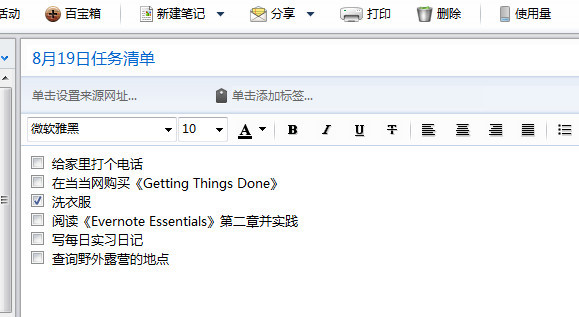 活动 百宝箱 新建笔记 分享 打印 删除 使用量
8月19日任务清单
单击设置来源网址... 单击添加标签...
微软雅黑 10 A B I U T
给家里打个电话
在当当网购买《Getting Things Done》
洗衣服
阅读《Evernote Essentials》第二章并实践
写每日实习日记
查询野外露营的地点